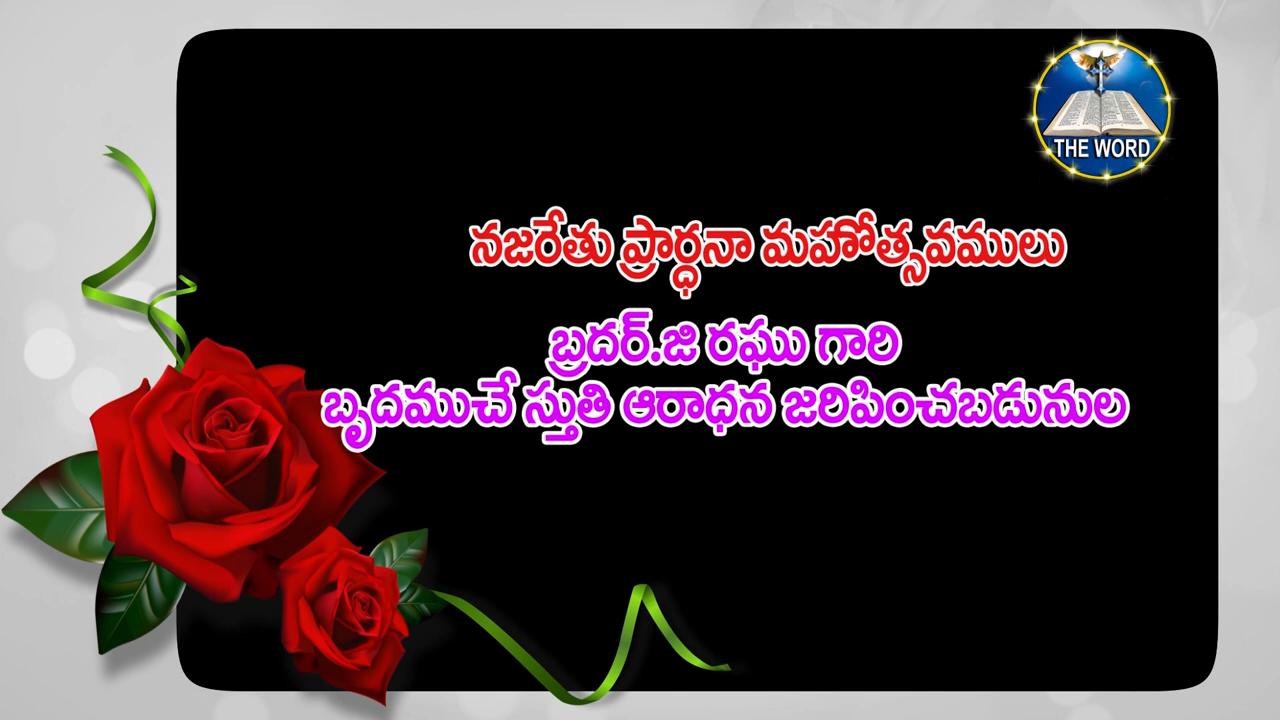 THE WORD
నజరేతు ప్రార్ధనా మహోత్సవములు
బ్రదర్.జి రఘు గారి
బృదముచే స్తుతి ఆరాధన జరిపించబడునుల